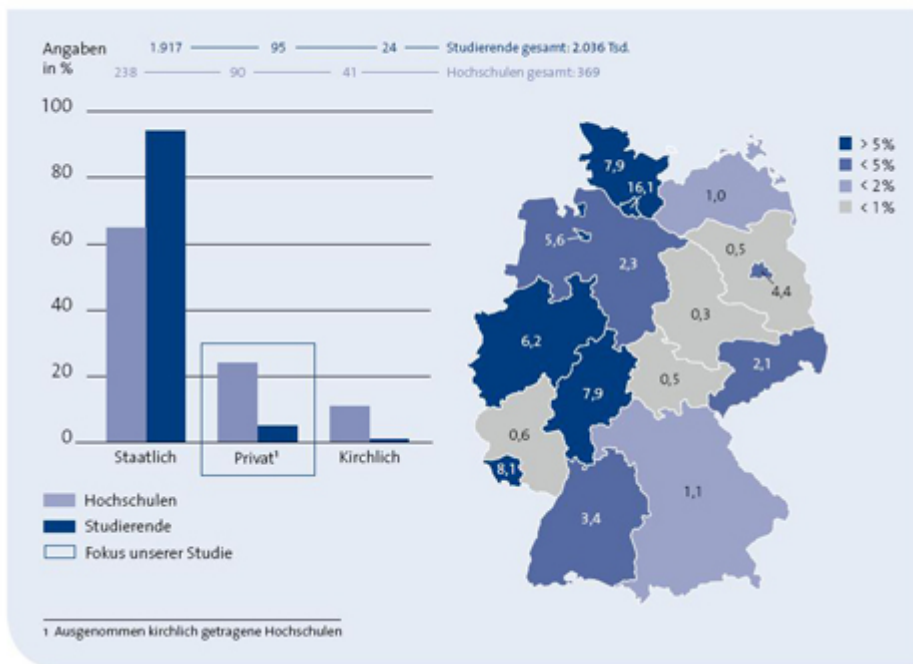 Angaben
in %
1.917 95 24 Studierende gesamt: 2.036 Tsd.
238 90 41 Hochschulen gesamt: 369
100
80
60
40
20
0
Staatlich Privat¹ Kirchlich
Hochschulen
Studierende
Fokus unserer Studie
> 5%
< 5%
< 2%
< 1%
7,9
16,1
1,0
5,6
2,3
0,5
4,4
0,3
6,2
2,1
7,9
0,5
0,6
8,1
3,4
1,1
1 Ausgenommen kirchlich getragene Hochschulen